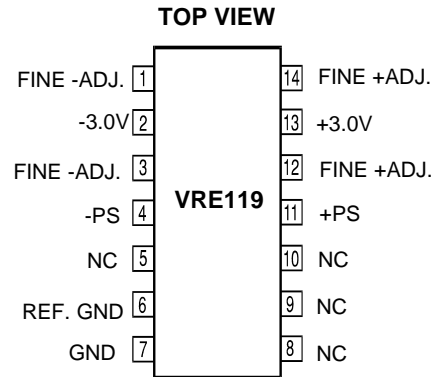 TOP VIEW
FINE -ADJ. 1 14 FINE +ADJ.
-3.0V 2 13 +3.0V
FINE -ADJ. 3 12 FINE +ADJ.
VRE119
-PS 4 11 +PS
NC 5 10 NC
REF. GND 6 9 NC
GND 7 8 NC